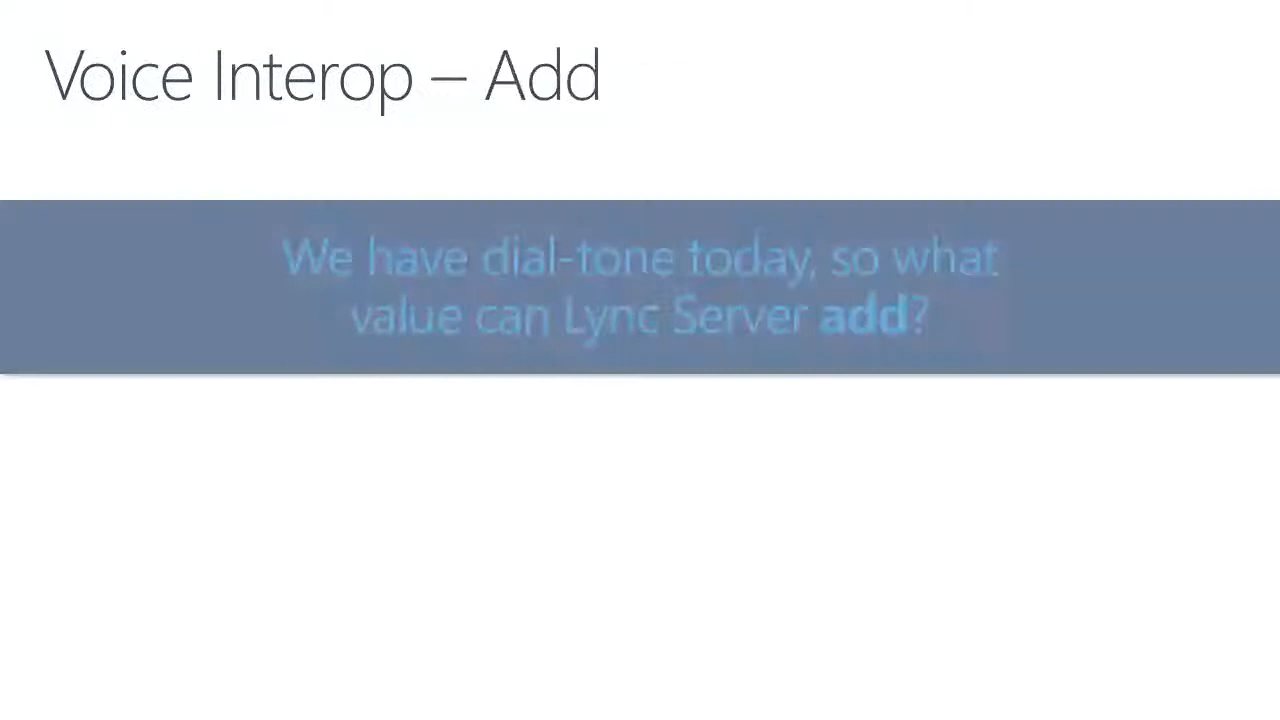 Voice Interop – Add
We have dial-tone today, so what
value can Lync Server add?